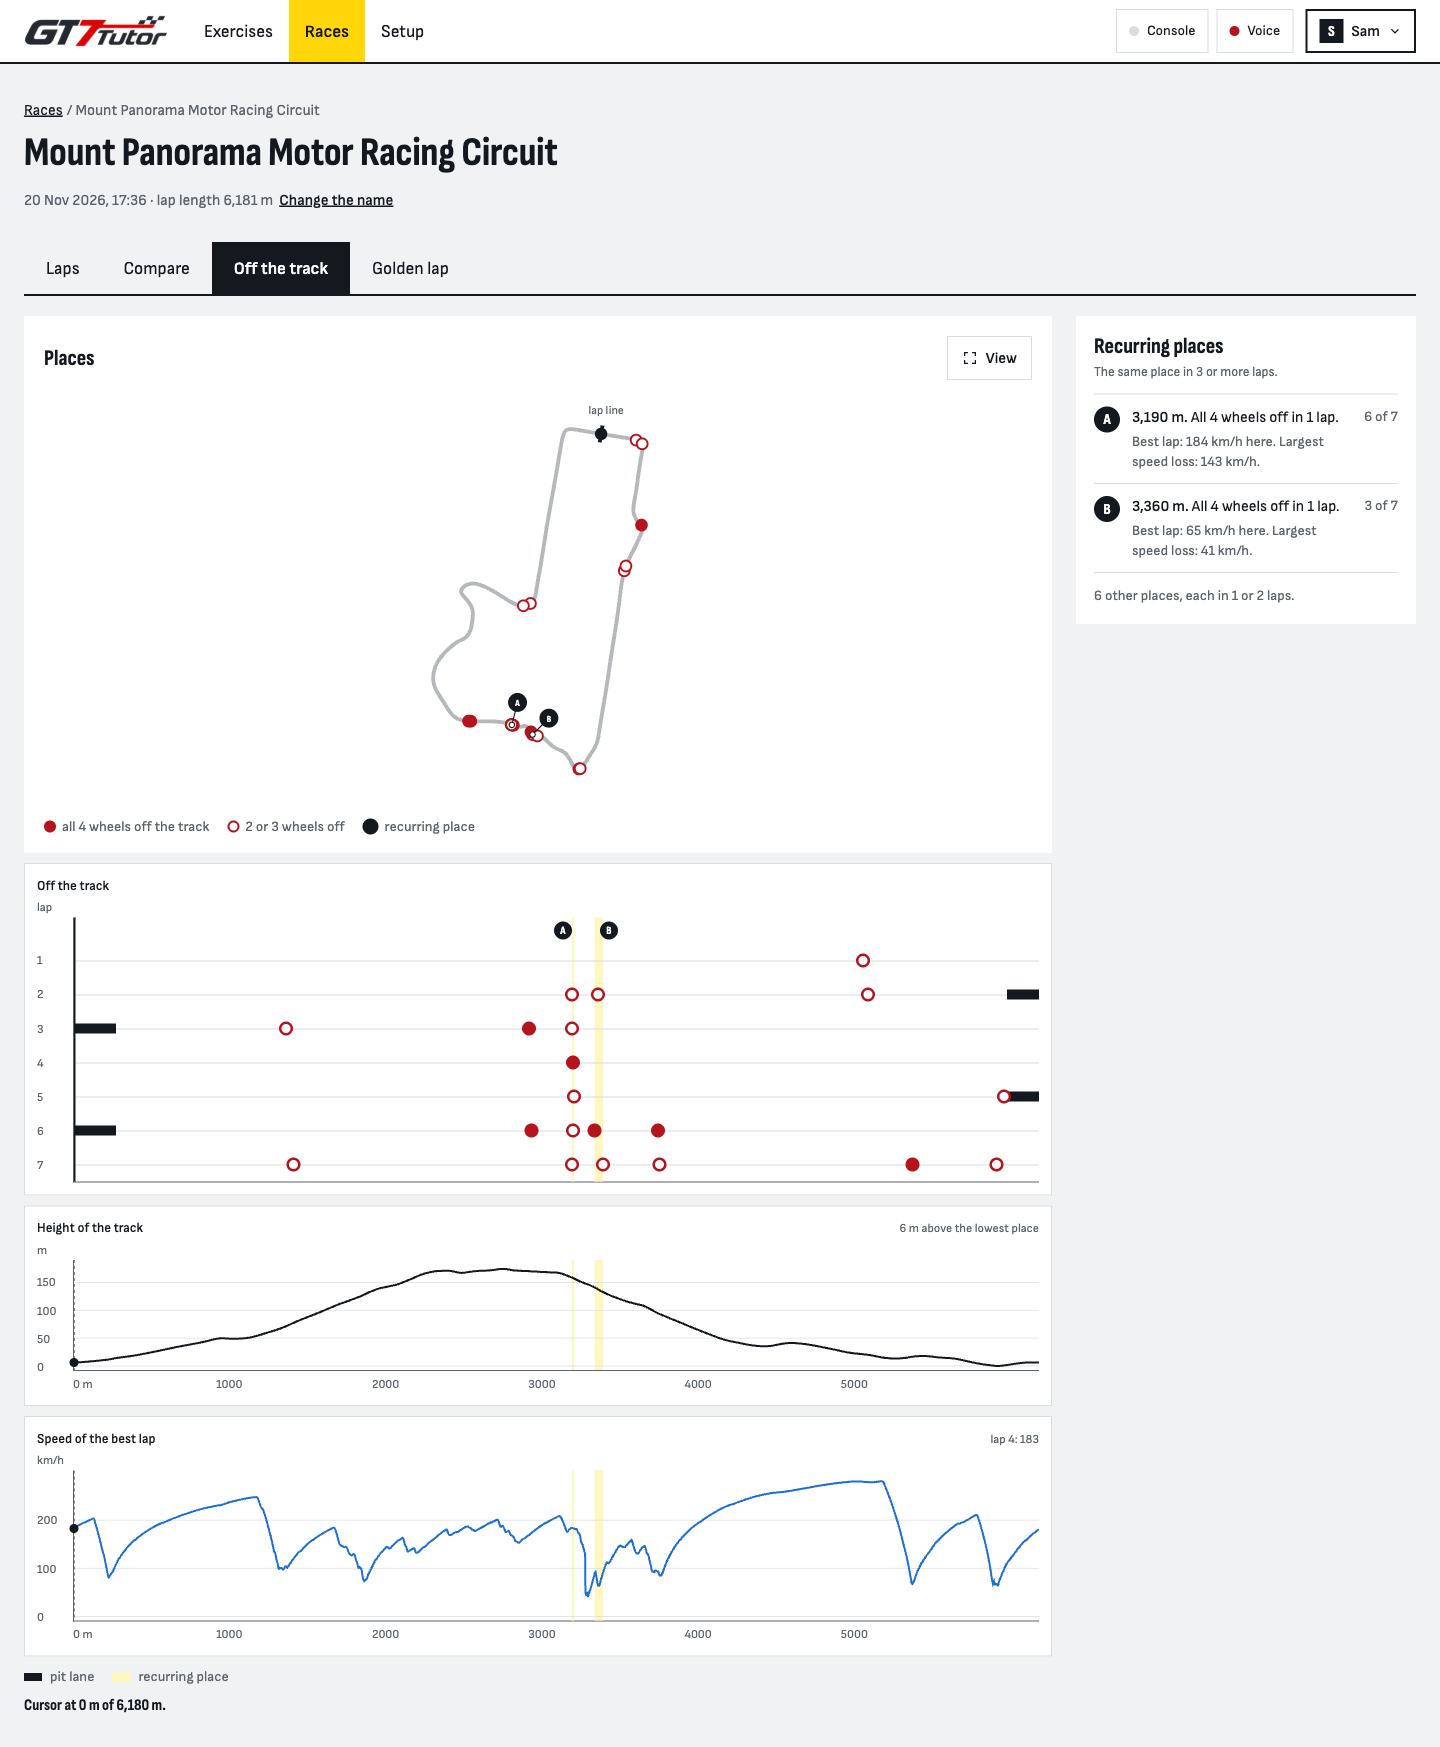 GT7Tutor
Exercises
Races
Setup
Console
Voice
S
Sam
Races / Mount Panorama Motor Racing Circuit
Mount Panorama Motor Racing Circuit
20 Nov 2026, 17:36 · lap length 6,181 m Change the name
Laps
Compare
Off the track
Golden lap
Places
View
lap line
A
B
all 4 wheels off the track
2 or 3 wheels off
recurring place
Recurring places
The same place in 3 or more laps.
A
3,190 m. All 4 wheels off in 1 lap.
6 of 7
Best lap: 184 km/h here. Largest
speed loss: 143 km/h.
B
3,360 m. All 4 wheels off in 1 lap.
3 of 7
Best lap: 65 km/h here. Largest
speed loss: 41 km/h.
6 other places, each in 1 or 2 laps.
Off the track
lap
A
B
1
2
3
4
5
6
7
Height of the track
6 m above the lowest place
m
150
100
50
0
0 m
1000
2000
3000
4000
5000
Speed of the best lap
lap 4: 183
km/h
200
100
0
0 m
1000
2000
3000
4000
5000
pit lane
recurring place
Cursor at 0 m of 6,180 m.